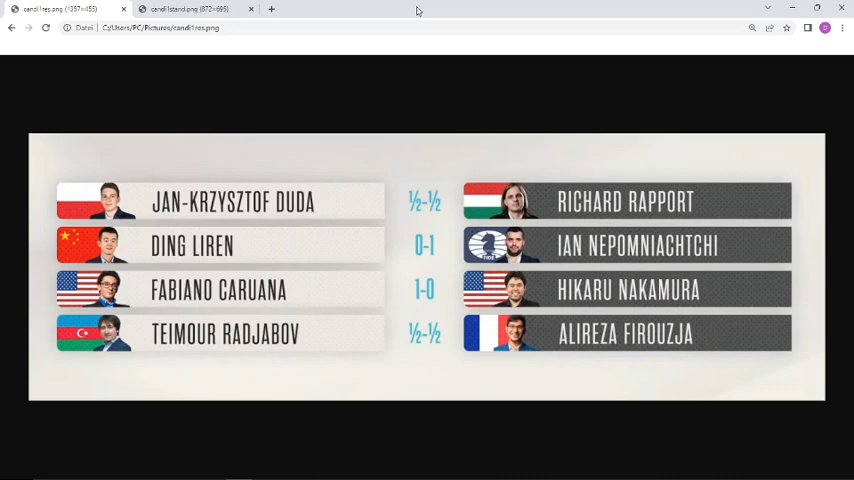 candi1res.png (1357×455)
candi1stand.png (872×695)
Datei
C:/Users/PC/Pictures/candi1res.png
D
JAN-KRZYSZTOF DUDA ½-½ RICHARD RAPPORT
DING LIREN 0-1 FIDE IAN NEPOMNIACHTCHI
FABIANO CARUANA 1-0 HIKARU NAKAMURA
TEIMOUR RADJABOV ½-½ ALIREZA FIROUZJA